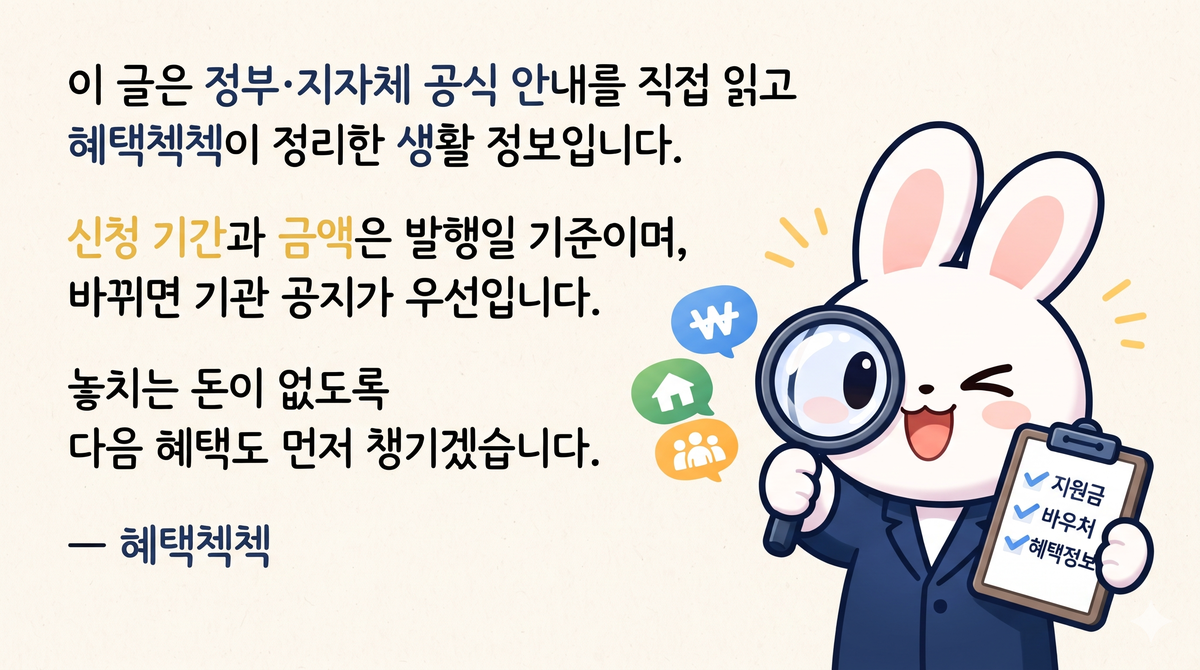 이 글은 정부·지자체 공식 안내를 직접 읽고
혜택첵첵이 정리한 생활 정보입니다.
신청 기간과 금액은 발행일 기준이며,
바뀌면 기관 공지가 우선입니다.
놓치는 돈이 없도록
다음 혜택도 먼저 챙기겠습니다.
— 혜택첵첵
₩
지원금
바우처
혜택정보